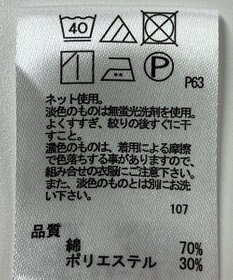 40
P
P63
ネット使用。
淡色のものは無蛍光洗剤を使用。
よくすすぎ、絞りの後すぐに干
すこと。
濃色のものは、着用による摩擦
で色落ちする事がありますので、
組み合せの衣服にご注意下さい。
また、淡色のものとは別にお洗
い下さい。
107
品質
綿 70%
ポリエステル 30%